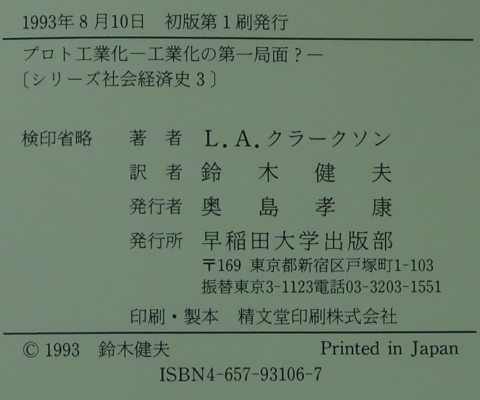 1993年8月10日 初版第1刷発行
プロト工業化―工業化の第一局面?―
〔シリーズ社会経済史3〕
検印省略 著者 L.A.クラークソン
訳者 鈴木健夫
発行者 奥島孝康
発行所 早稲田大学出版部
〒169 東京都新宿区戸塚町1-103
振替東京3-1123電話03-3203-1551
印刷・製本 精文堂印刷株式会社
© 1993 鈴木健夫 Printed in Japan
ISBN4-657-93106-7